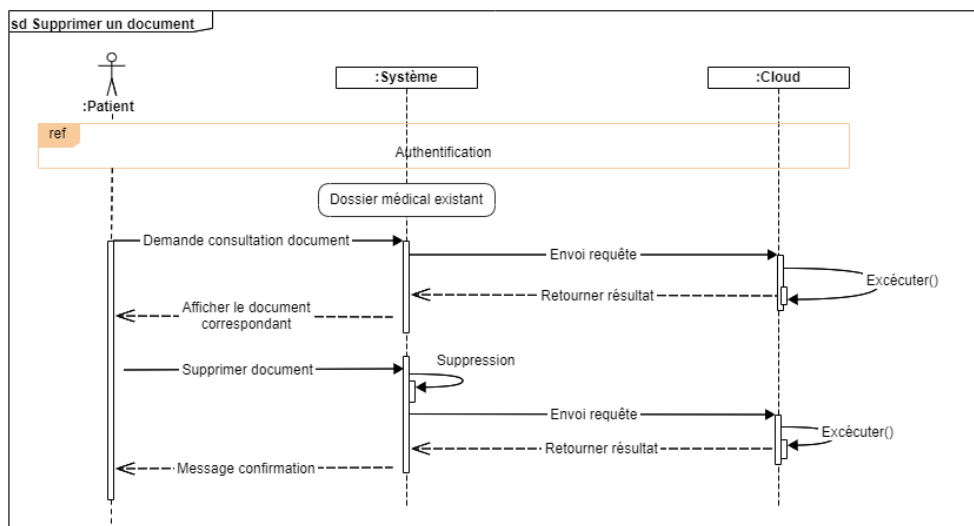 sd Supprimer un document
:Système
:Cloud
:Patient
ref
Authentification
Dossier médical existant
Demande consultation document
Envoi requête
Excécuter()
Retourner résultat
Afficher le document
correspondant
Suppression
Supprimer document
Envoi requête
Excécuter()
Retourner résultat
Message confirmation